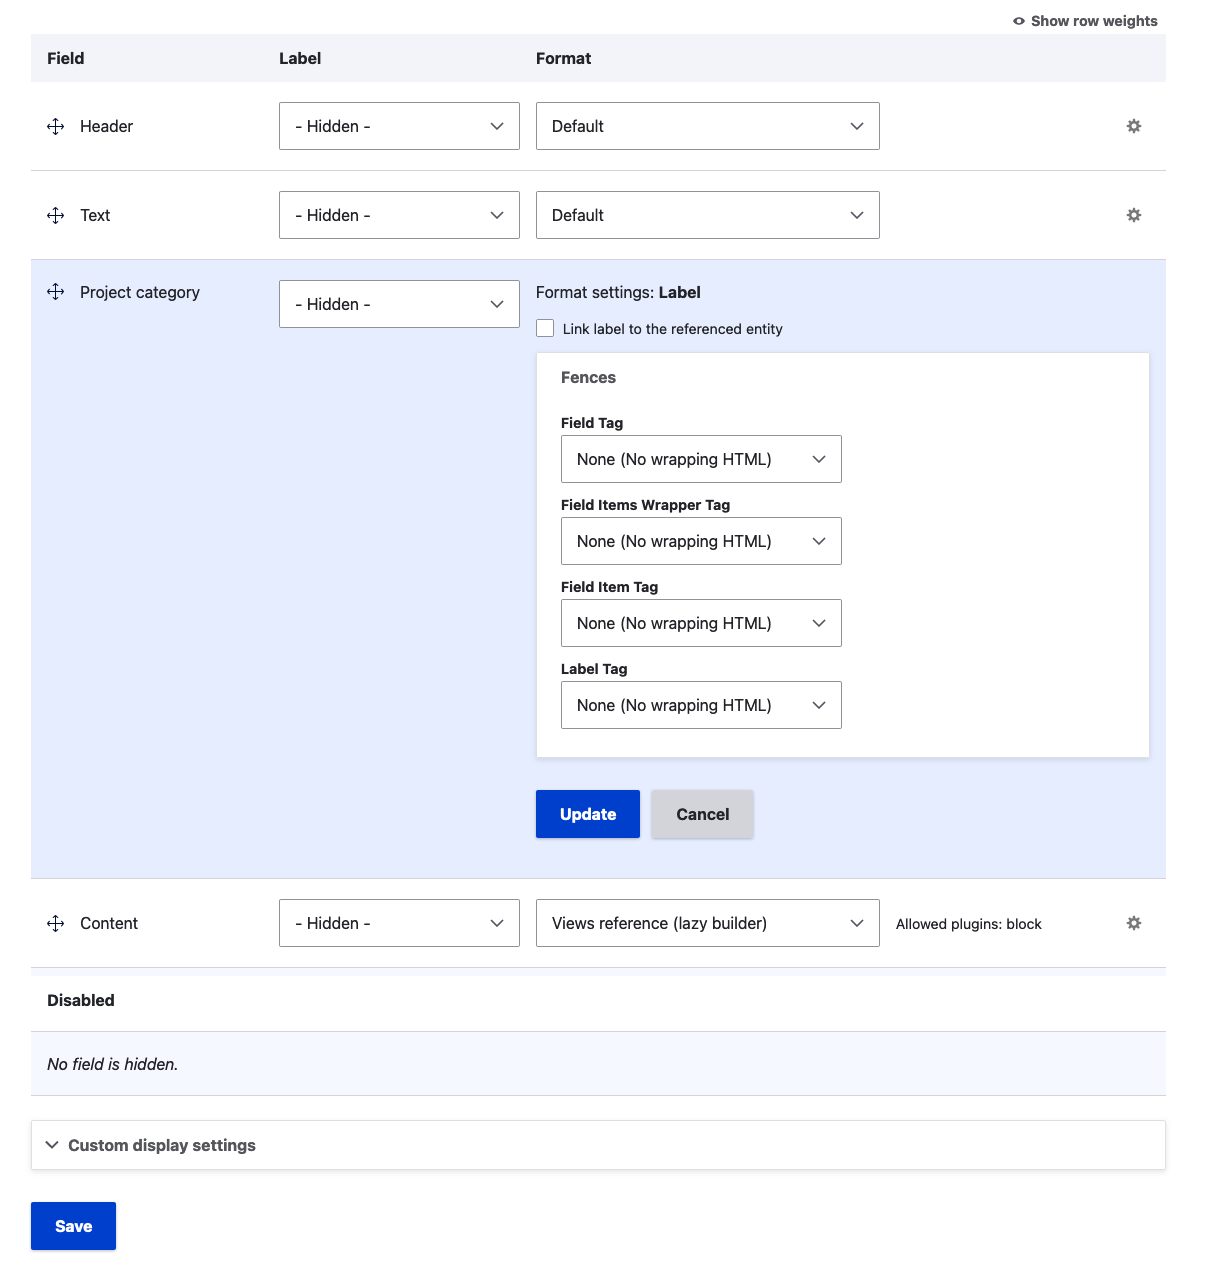 Show row weights
Field Label Format
Header - Hidden - Default
Text - Hidden - Default
Project category - Hidden - Format settings: Label
Link label to the referenced entity
Fences
Field Tag
None (No wrapping HTML)
Field Items Wrapper Tag
None (No wrapping HTML)
Field Item Tag
None (No wrapping HTML)
Label Tag
None (No wrapping HTML)
Update Cancel
Content - Hidden - Views reference (lazy builder) Allowed plugins: block
Disabled
No field is hidden.
Custom display settings
Save